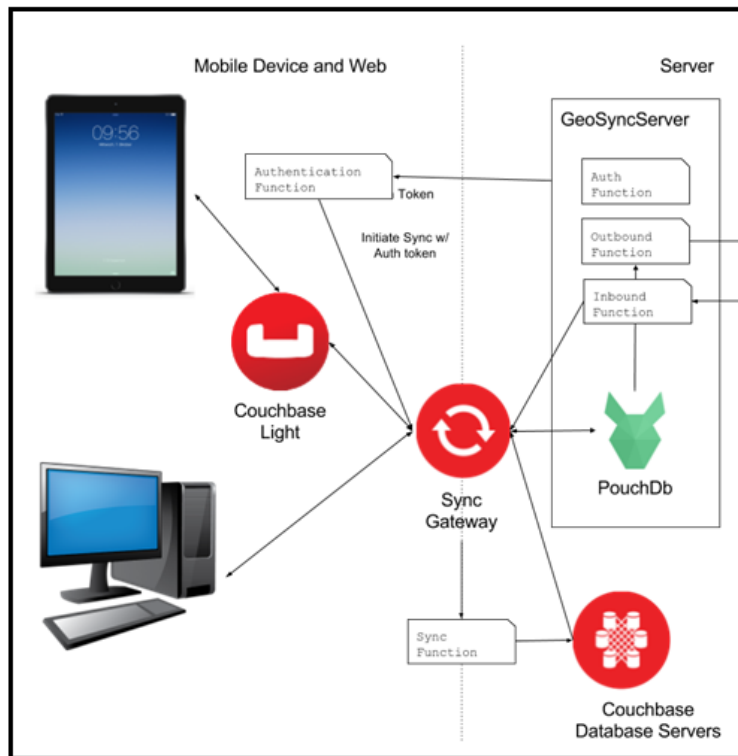 Mobile Device and Web
Server
GeoSyncServer
09:56
Authentication
Function
Token
Auth
Function
Initiate Sync w/
Auth token
Outbound
Function
Inbound
Function
Couchbase
Light
PouchDb
Sync
Gateway
Sync
Function
Couchbase
Database Servers